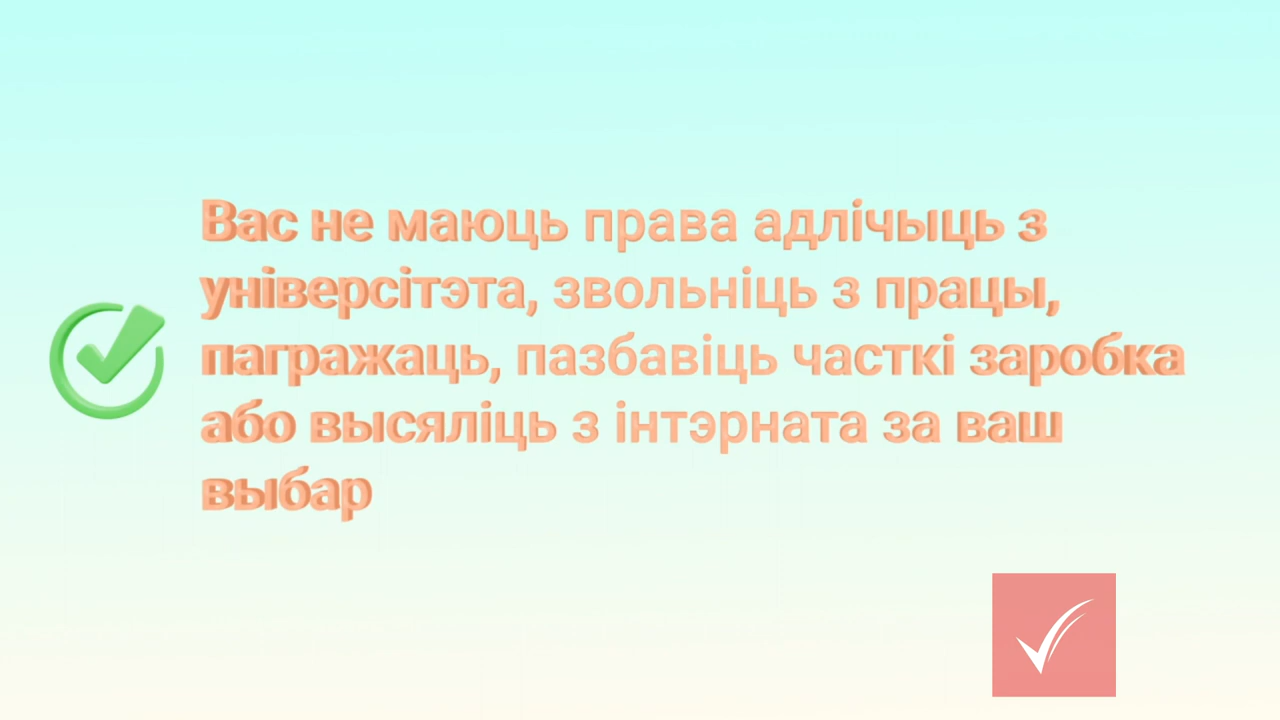 Вас не маюць права адлічыць з
універсітэта, звольніць з працы,
пагражаць, пазбавіць часткі заробка
або высяліць з інтэрната за ваш
выбар